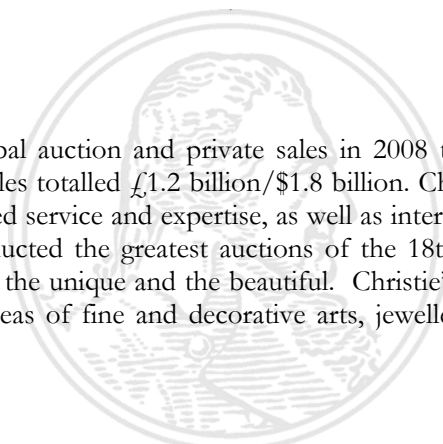 bal auction and private sales in 2008 t
les totalled £1.2 billion/$1.8 billion. Ch
ed service and expertise, as well as inter
ucted the greatest auctions of the 18t
the unique and the beautiful. Christie'
eas of fine and decorative arts, jewelle